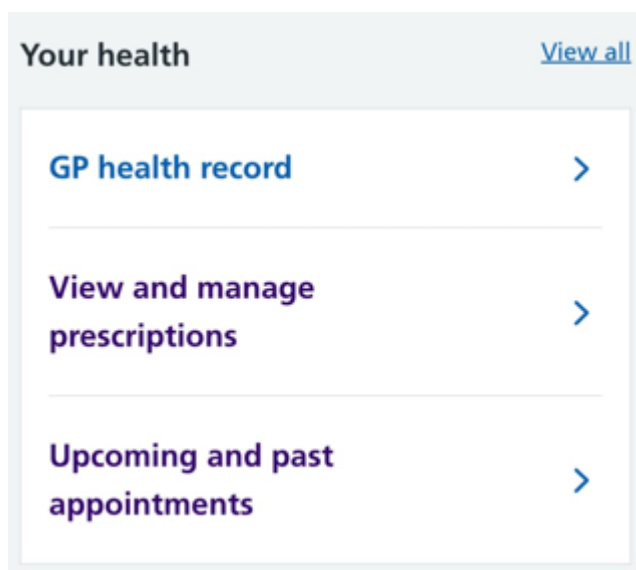 Your health
View all
GP health record
View and manage
prescriptions
Upcoming and past
appointments